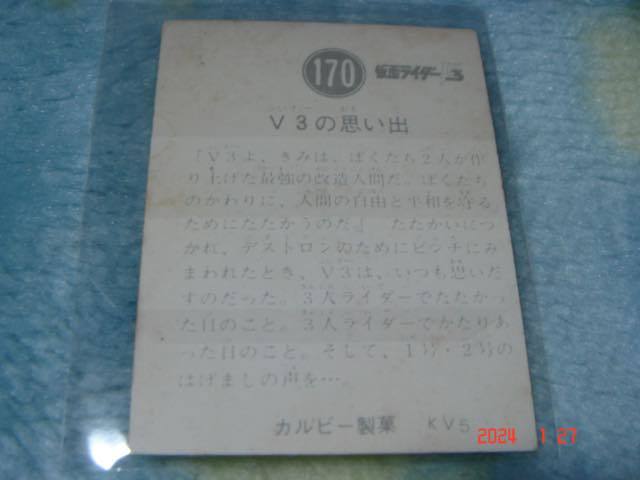 170 仮面ライダーV3
V3の思い出
「V3よ、きみは、ぼくたち2人が作
り上げた最強の改造人間だ。ぼくたち
のかわりに、人間の自由と平和を守る
ためにたたかうのだ」 たたかいにつ
かれ、デストロンのためにピンチにみ
まわれたとき、V3は、いつも思いだ
すのだった。3人ライダーでたたかっ
た日のこと。3人ライダーでかたりあ
った日のこと。そして、1号・2号の
はげましの声を…。
カルビー製菓 KV5
2024 1 27